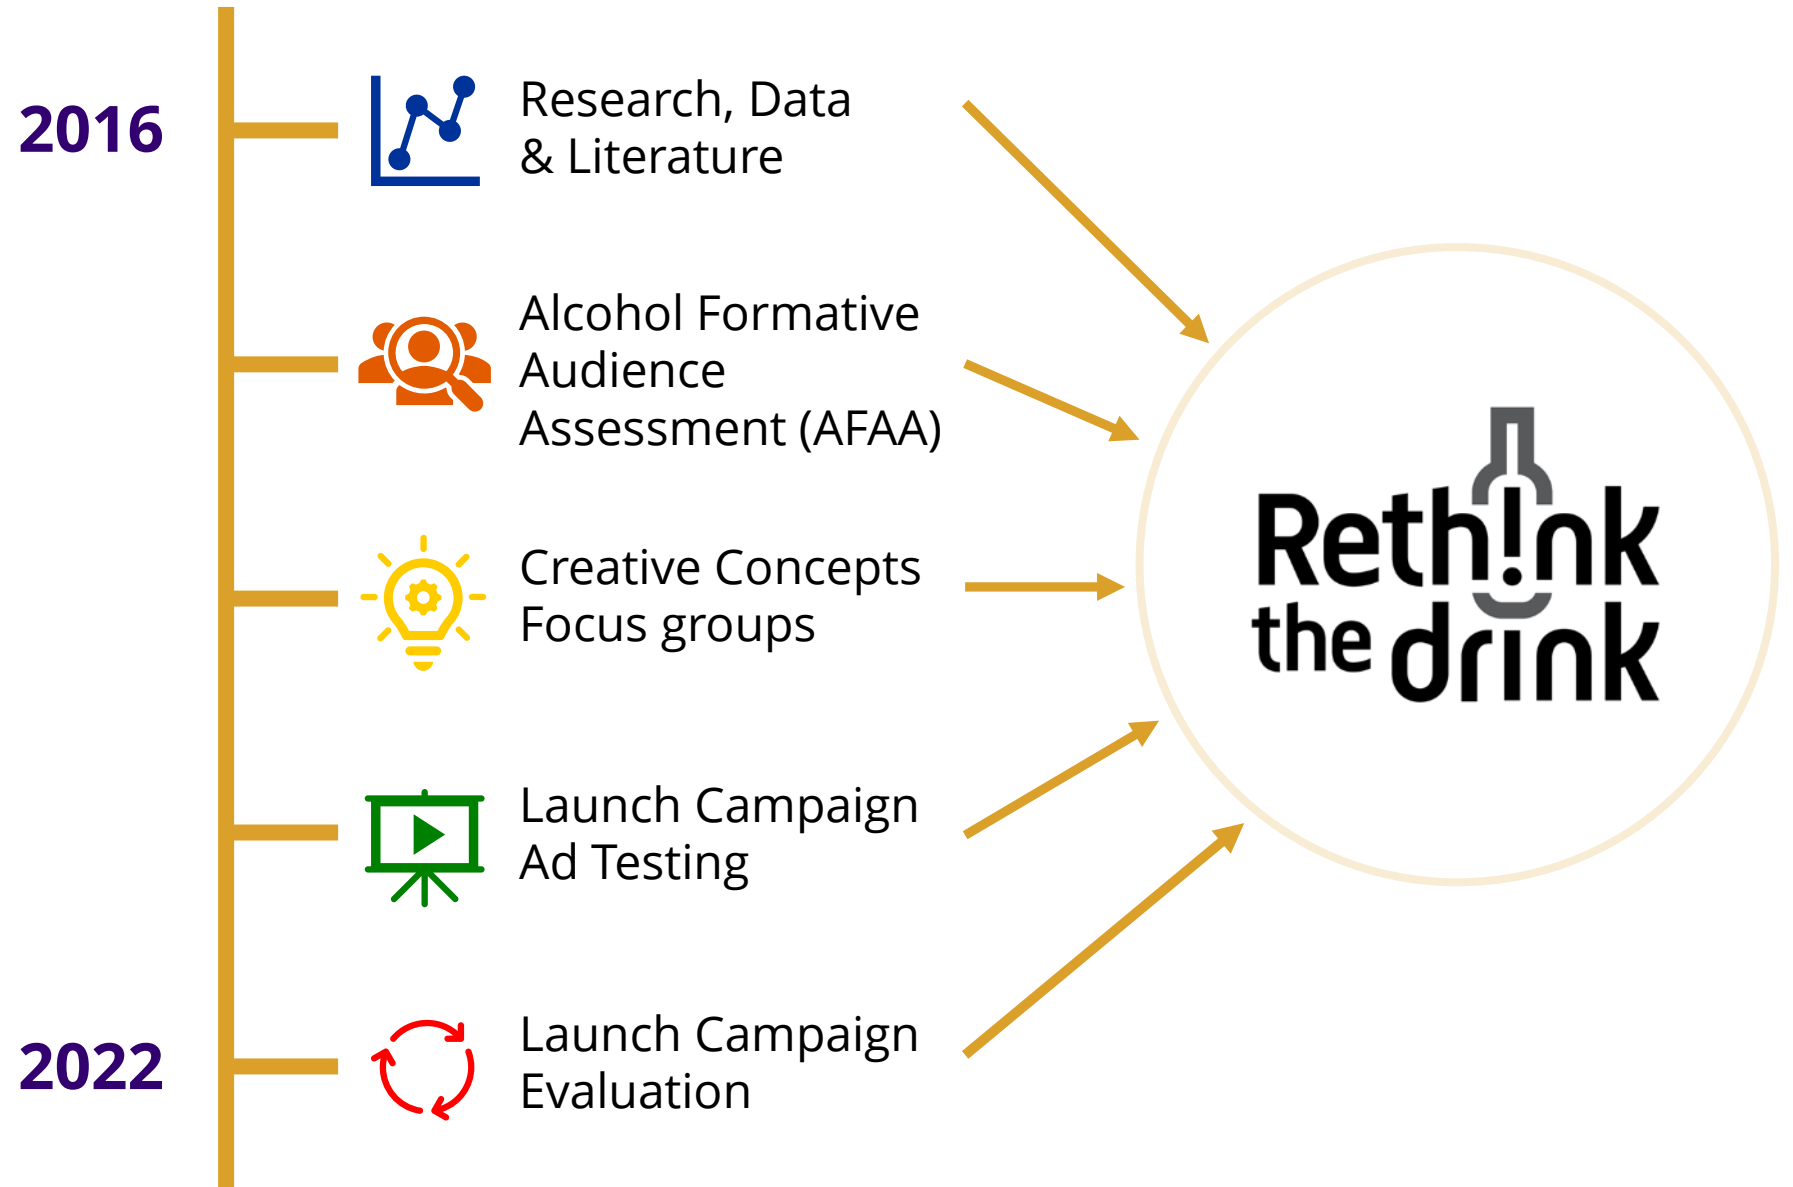 2016
Research, Data
& Literature
Alcohol Formative
Audience
Assessment (AFAA)
Creative Concepts
Focus groups
Launch Campaign
Ad Testing
2022
Launch Campaign
Evaluation
Reth!nk
the drink